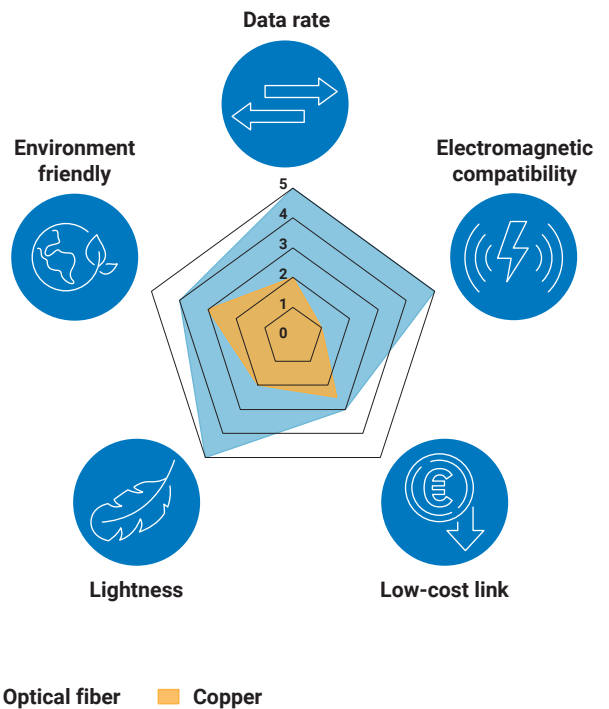 Data rate
Environment
friendly
Electromagnetic
compatibility
5
4
3
2
1
0
€
Lightness
Low-cost link
Optical fiber
Copper